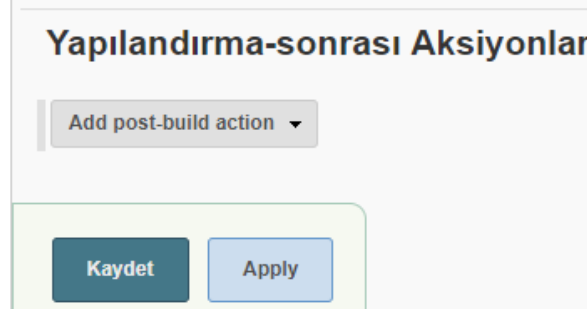 Yapılandırma-sonrası Aksiyonlar
Add post-build action
Kaydet
Apply